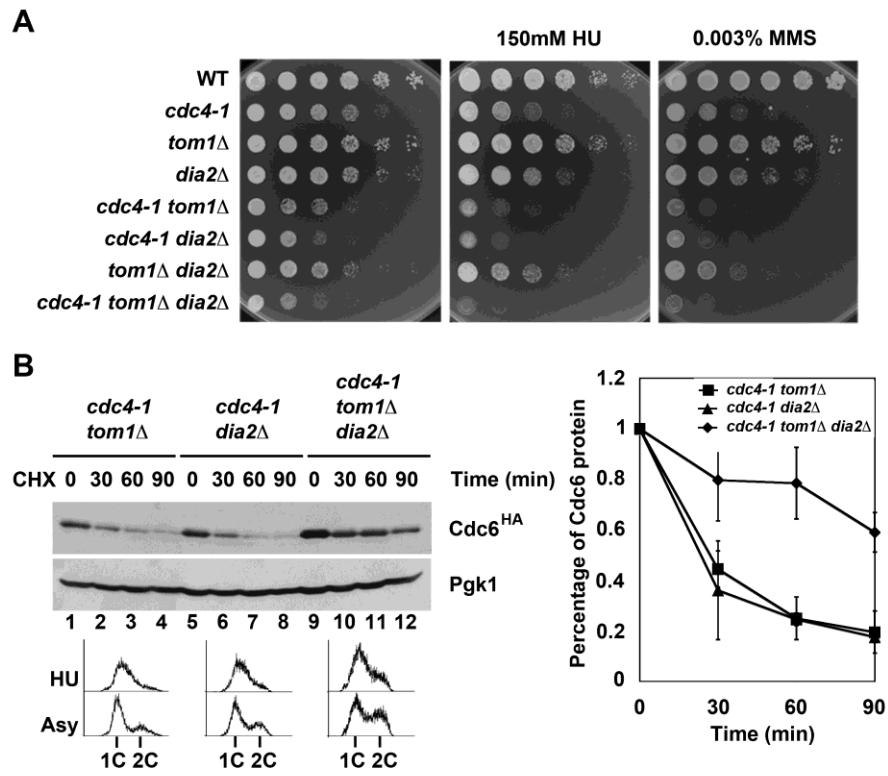 A
150mM HU 0.003% MMS
WT
cdc4-1
tom1Δ
dia2Δ
cdc4-1 tom1Δ
cdc4-1 dia2Δ
tom1Δ dia2Δ
cdc4-1 tom1Δ dia2Δ
B
cdc4-1 tom1Δ
cdc4-1 dia2Δ
cdc4-1 tom1Δ dia2Δ
CHX 0 30 60 90 0 30 60 90 0 30 60 90 Time (min)
Cdc6HA
Pgk1
1 2 3 4 5 6 7 8 9 10 11 12
HU
Asy
1C 2C 1C 2C 1C 2C
Percentage of Cdc6 protein
1.2
1
0.8
0.6
0.4
0.2
0
cdc4-1 tom1Δ
cdc4-1 dia2Δ
cdc4-1 tom1Δ dia2Δ
0 30 60 90
Time (min)